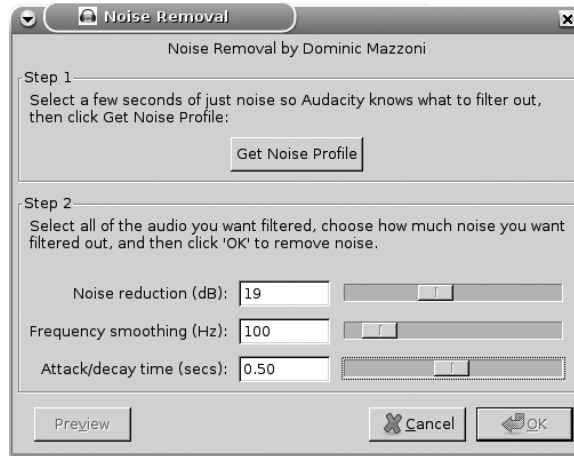 Noise Removal
Noise Removal by Dominic Mazzoni
Step 1
Select a few seconds of just noise so Audacity knows what to filter out,
then click Get Noise Profile:
Get Noise Profile
Step 2
Select all of the audio you want filtered, choose how much noise you want
filtered out, and then click 'OK' to remove noise.
Noise reduction (dB): 19
Frequency smoothing (Hz): 100
Attack/decay time (secs): 0.50
Preview Cancel OK